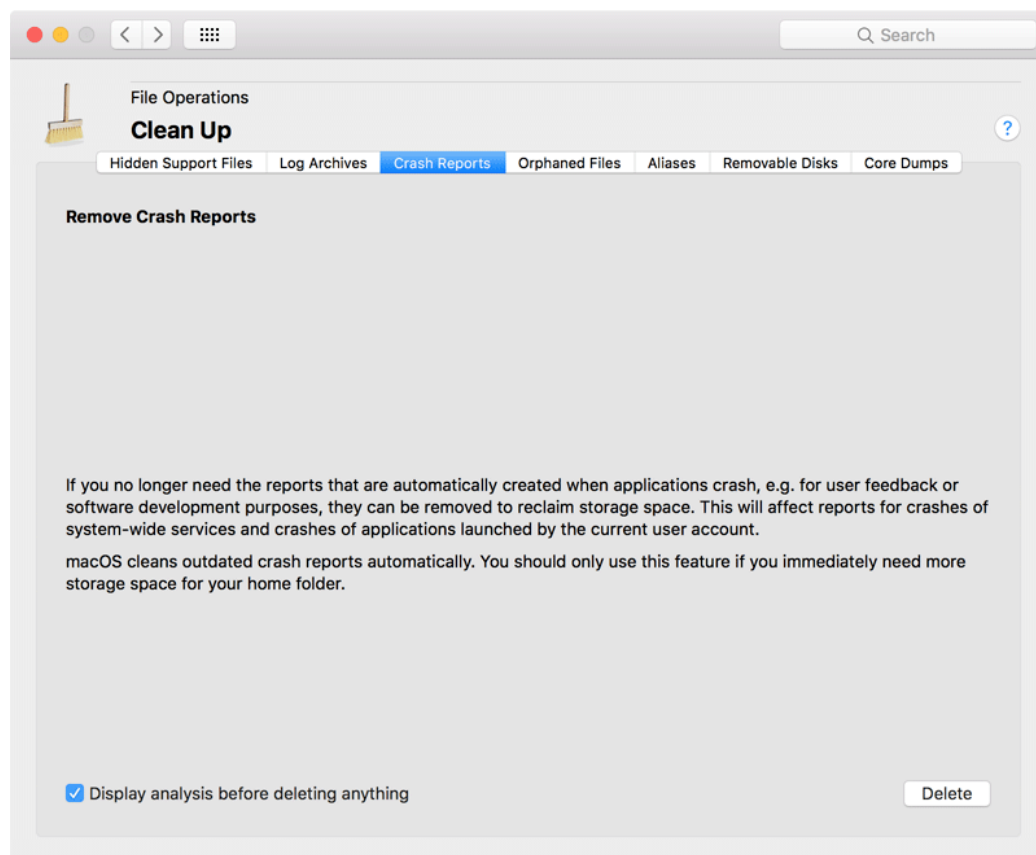 Search
File Operations
Clean Up
?
Hidden Support Files Log Archives Crash Reports Orphaned Files Aliases Removable Disks Core Dumps
Remove Crash Reports
If you no longer need the reports that are automatically created when applications crash, e.g. for user feedback or
software development purposes, they can be removed to reclaim storage space. This will affect reports for crashes of
system-wide services and crashes of applications launched by the current user account.
macOS cleans outdated crash reports automatically. You should only use this feature if you immediately need more
storage space for your home folder.
Display analysis before deleting anything
Delete